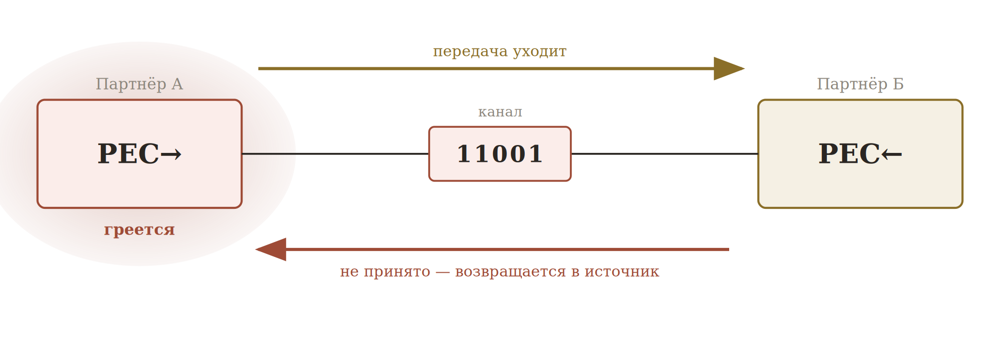 передача уходит
Партнёр А
Партнёр Б
канал
РЕС→
11001
РЕС←
греется
не принято — возвращается в источник